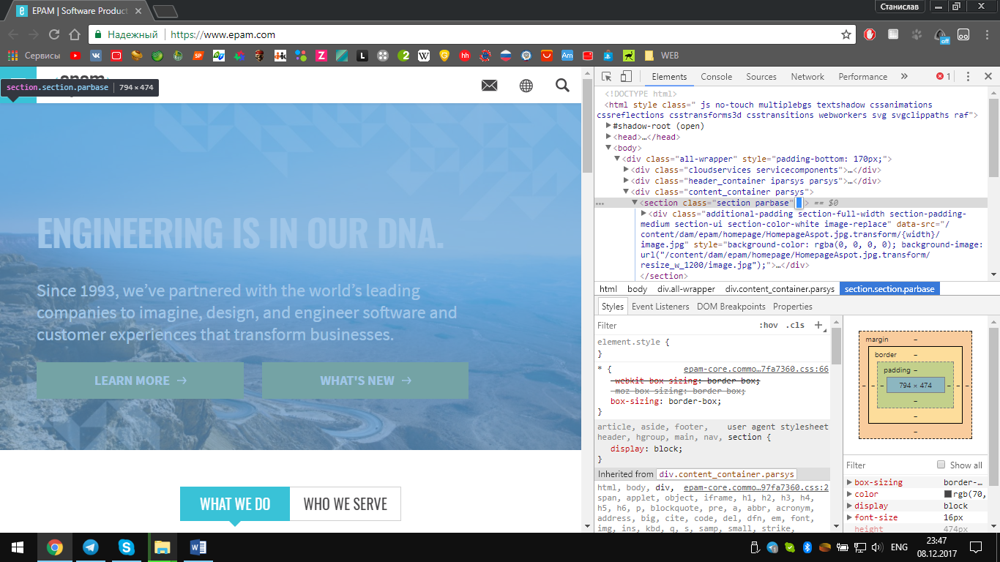 EPAM | Software Product
Станислав
Надежный
https://www.epam.com
off
Сервисы
SP
hh
Am
WEB
section.section.parbase 794 × 474
ENGINEERING IS IN OUR DNA.
Since 1993, we've partnered with the world's leading
companies to imagine, design, and engineer software and
customer experiences that transform businesses.
LEARN MORE →
WHAT'S NEW →
WHAT WE DO
WHO WE SERVE
Elements Console Sources Network Performance » 1
<!DOCTYPE html>
<html style class=" js no-touch multiplebgs textshadow cssanimations
cssreflections csstransforms3d csstransitions webworkers svg svgclippaths raf">
#shadow-root (open)
<head>…</head>
<body>
<div class="all-wrapper" style="padding-bottom: 170px;">
<div class="cloudservices servicecomponents">…</div>
<div class="header_container iparsys parsys">…</div>
<div class="content_container parsys">
… <section class="section parbase" > == $0
<div class="additional-padding section-full-width section-padding-
medium section-ui section-color-white image-replace" data-src="/
content/dam/epam/homepage/HomepageAspot.jpg.transform/{width}/
image.jpg" style="background-color: rgba(0, 0, 0, 0); background-image:
url("/content/dam/epam/homepage/HomepageAspot.jpg.transform/
resize_w_1200/image.jpg");">…</div>
</section>
html body div.all-wrapper div.content_container.parsys section.section.parbase
Styles Event Listeners DOM Breakpoints Properties
Filter :hov .cls +
element.style {
}
* { epam-core.commo…7fa7360.css:66
-webkit-box-sizing: border-box;
-moz-box-sizing: border-box;
box-sizing: border-box;
}
article, aside, footer, user agent stylesheet
header, hgroup, main, nav, section {
display: block;
}
Inherited from div.content_container.parsys
html, body, div, epam-core.commo…97fa7360.css:2
span, applet, object, iframe, h1, h2, h3, h4,
h5, h6, p, blockquote, pre, a, abbr, acronym,
address, big, cite, code, del, dfn, em, font,
img, ins, kbd, q, s, samp, small, strike,
margin –
border –
padding –
– – – 794 × 474 – – –
–
–
–
Filter Show all
box-sizing border-…
color rgb(70,
display block
font-size 16px
height 474px
ENG
23:47
08.12.2017